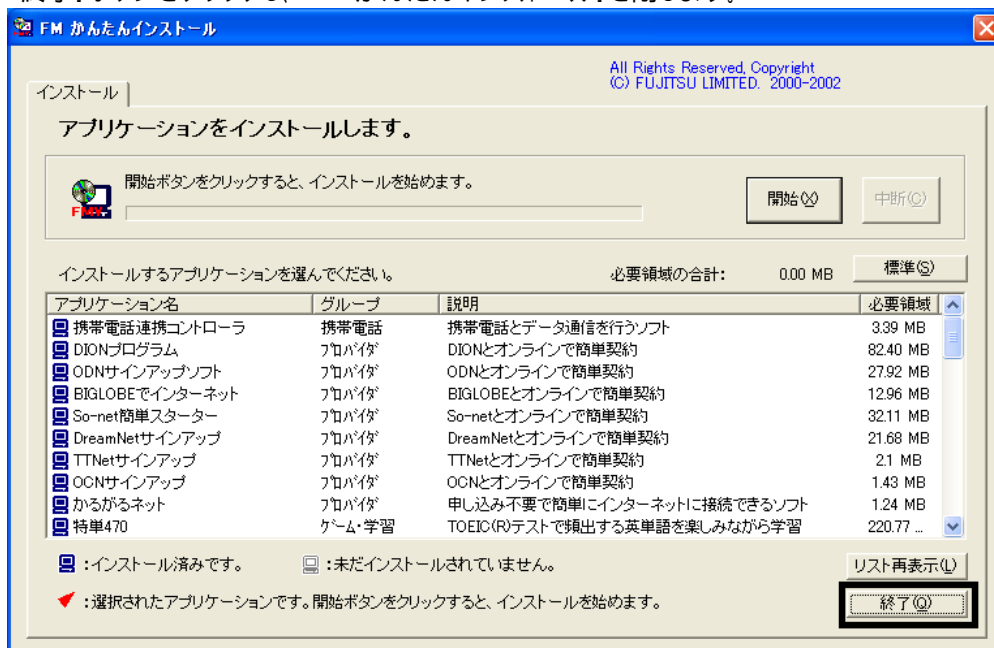 FM かんたんインストール
All Rights Reserved, Copyright
(C) FUJITSU LIMITED. 2000-2002
インストール
アプリケーションをインストールします。
開始ボタンをクリックすると、インストールを始めます。
FMV
開始(X)
中断(C)
インストールするアプリケーションを選んでください。
必要領域の合計: 0.00 MB
標準(S)
アプリケーション名 グループ 説明 必要領域
携帯電話連携コントローラ 携帯電話 携帯電話とデータ通信を行うソフト 3.39 MB
DIONプログラム プロバイダ DIONとオンラインで簡単契約 82.40 MB
ODNサインアップソフト プロバイダ ODNとオンラインで簡単契約 27.92 MB
BIGLOBEでインターネット プロバイダ BIGLOBEとオンラインで簡単契約 12.96 MB
So-net簡単スターター プロバイダ So-netとオンラインで簡単契約 32.11 MB
DreamNetサインアップ プロバイダ DreamNetとオンラインで簡単契約 21.68 MB
TTNetサインアップ プロバイダ TTNetとオンラインで簡単契約 2.1 MB
OCNサインアップ プロバイダ OCNとオンラインで簡単契約 1.43 MB
かるがるネット プロバイダ 申し込み不要で簡単にインターネットに接続できるソフト 1.24 MB
特単470 ゲーム・学習 TOEIC(R)テストで頻出する英単語を楽しみながら学習 220.77 ...
:インストール済みです。 :未だインストールされていません。
リスト再表示(L)
:選択されたアプリケーションです。開始ボタンをクリックすると、インストールを始めます。
終了(Q)